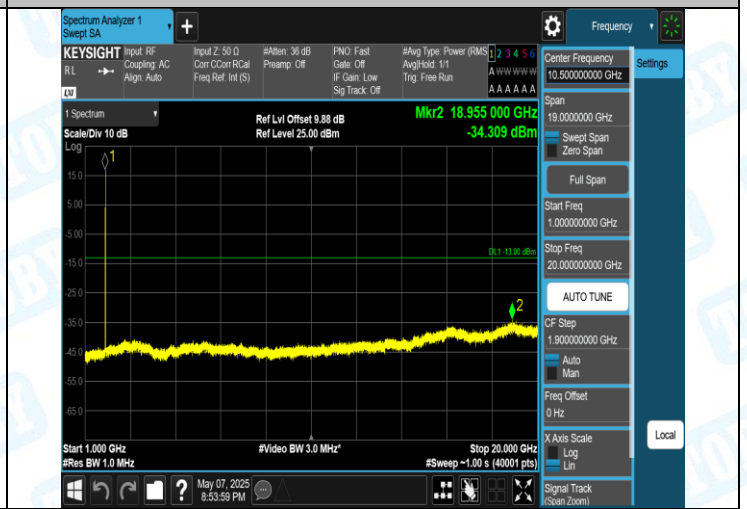 Spectrum Analyzer 1
Swept SA
+
Frequency
KEYSIGHT
RL
LXI
Input: RF
Coupling: AC
Align: Auto
Input Z: 50 Ω
Corr CCorr RCal
Freq Ref: Int (S)
#Atten: 36 dB
Preamp: Off
PNO: Fast
Gate: Off
IF Gain: Low
Sig Track: Off
#Avg Type: Power (RMS
Avg|Hold: 1/1
Trig: Free Run
1 2 3 4 5 6
A W W W W W
A A A A A A
1 Spectrum
Scale/Div 10 dB
Log
Ref Lvl Offset 9.88 dB
Ref Level 25.00 dBm
Mkr2 18.955 000 GHz
-34.309 dBm
1
15.0
5.00
-5.00
DL1 -13.00 dBm
-15.0
-25.0
2
-35.0
-45.0
-55.0
-65.0
Start 1.000 GHz
#Res BW 1.0 MHz
#Video BW 3.0 MHz*
Stop 20.000 GHz
#Sweep ~1.00 s (40001 pts)
?
May 07, 2025
8:53:59 PM
Center Frequency
10.500000000 GHz
Span
19.0000000 GHz
Swept Span
Zero Span
Full Span
Start Freq
1.000000000 GHz
Stop Freq
20.000000000 GHz
AUTO TUNE
CF Step
1.900000000 GHz
Auto
Man
Freq Offset
0 Hz
X Axis Scale
Log
Lin
Signal Track
(Span Zoom)
Settings
Local